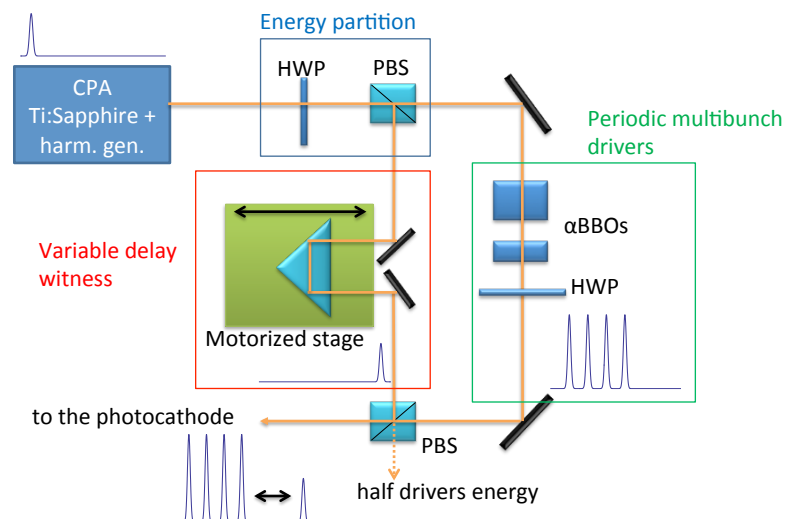 Energy partition
CPA
Ti:Sapphire +
harm. gen.
HWP
PBS
Periodic multibunch
drivers
αBBOs
HWP
Variable delay
witness
Motorized stage
to the photocathode
PBS
half drivers energy